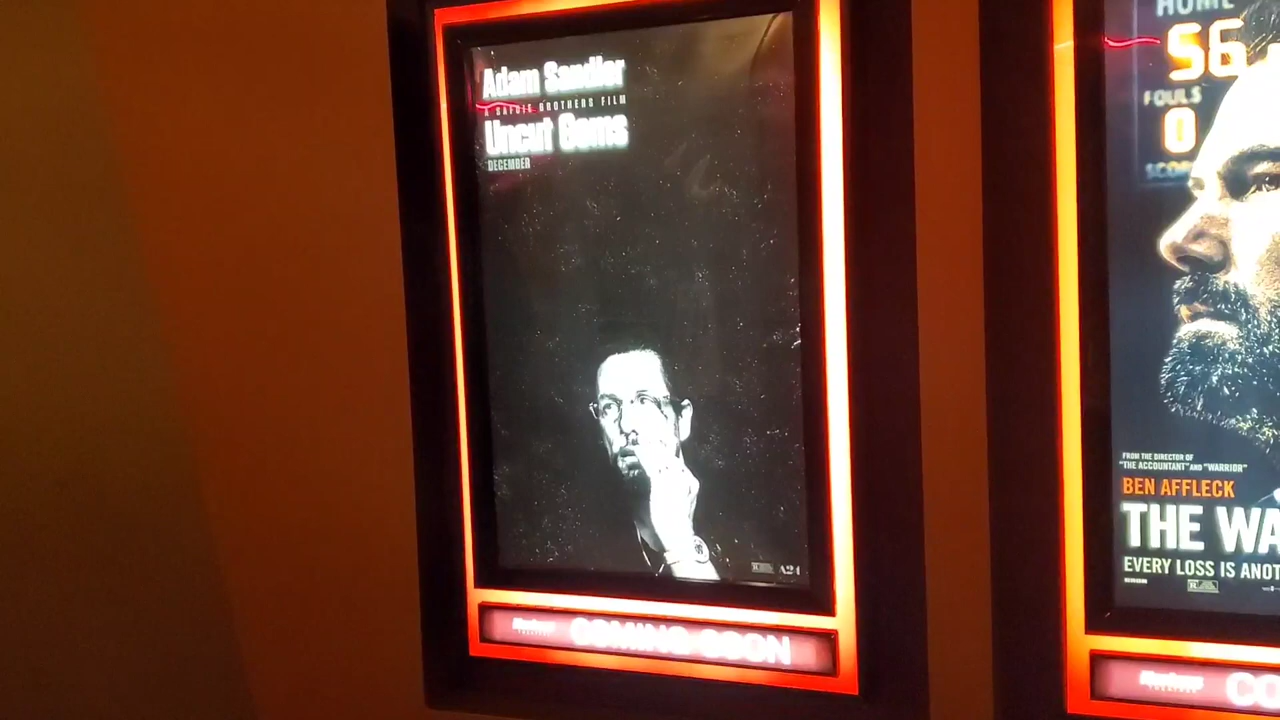 Adam Sandler
A SAFDIE BROTHERS FILM
Uncut Gems
DECEMBER
R
A24
COMING SOON
HOME
56
FOULS
0
FROM THE DIRECTOR OF
"THE ACCOUNTANT" AND "WARRIOR"
BEN AFFLECK
THE WA
EVERY LOSS IS ANOT
R
CO